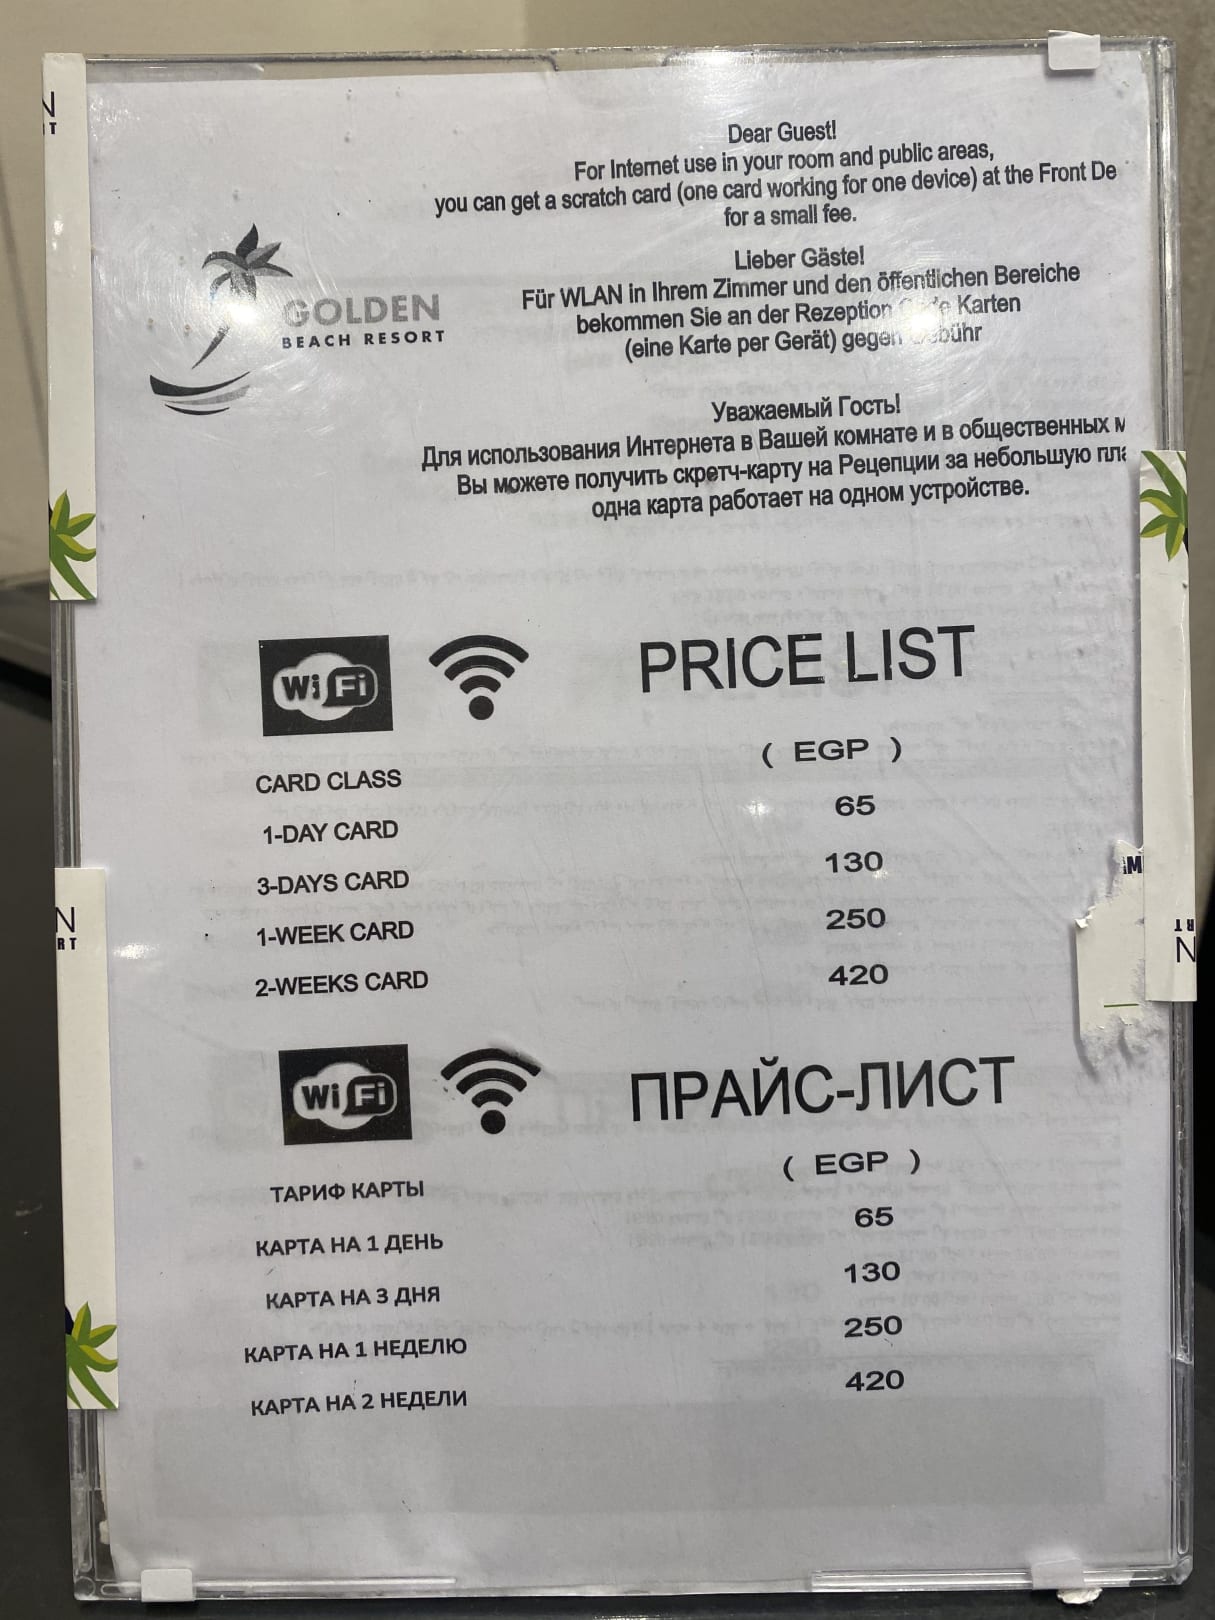 Dear Guest!
For Internet use in your room and public areas,
you can get a scratch card (one card working for one device) at the Front De
for a small fee.
GOLDEN
BEACH RESORT
Lieber Gäste!
Für WLAN in Ihrem Zimmer und den öffentlichen Bereiche
bekommen Sie an der Rezeption Karten
(eine Karte per Gerät) gegen
Уважаемый Гость!
Для использования Интернета в Вашей комнате и в общественных м
Вы можете получить скретч-карту на Рецепции за небольшую пла
одна карта работает на одном устройстве.
WiFi PRICE LIST
CARD CLASS ( EGP )
1-DAY CARD 65
3-DAYS CARD 130
1-WEEK CARD 250
2-WEEKS CARD 420
WiFi ПРАЙС-ЛИСТ
ТАРИФ КАРТЫ ( EGP )
КАРТА НА 1 ДЕНЬ 65
КАРТА НА 3 ДНЯ 130
КАРТА НА 1 НЕДЕЛЮ 250
КАРТА НА 2 НЕДЕЛИ 420